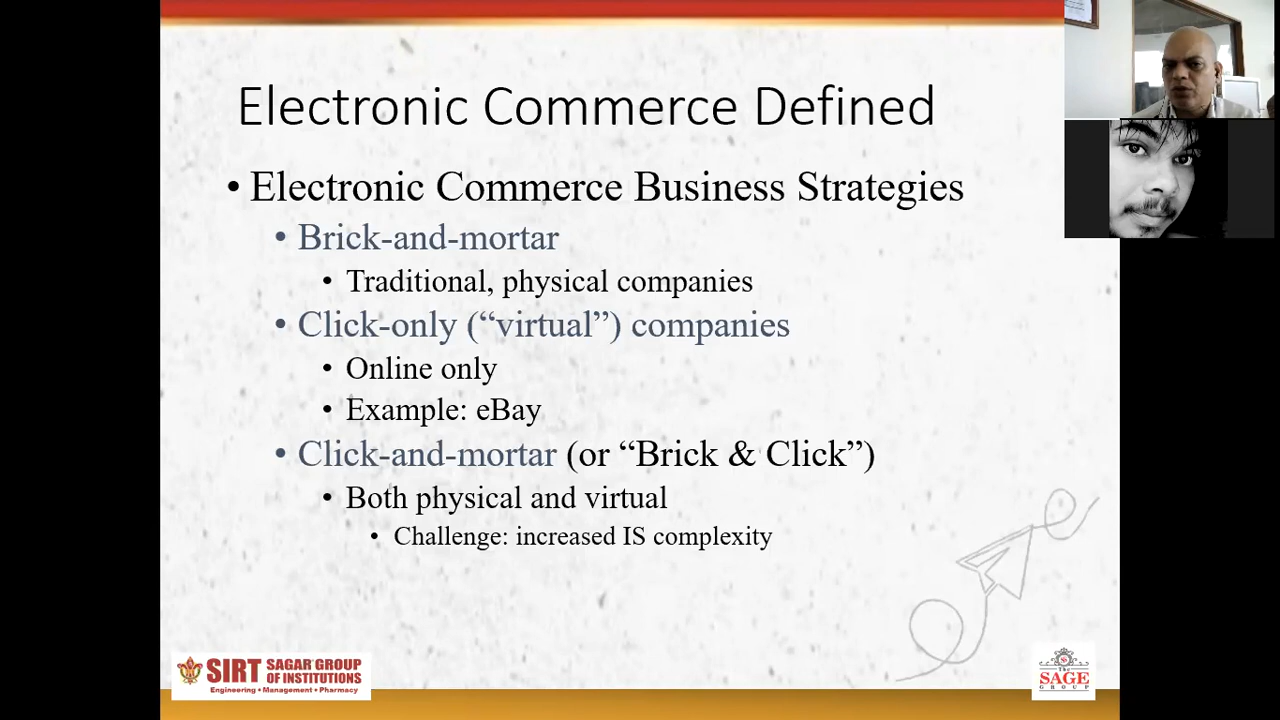 Electronic Commerce Defined
• Electronic Commerce Business Strategies
• Brick-and-mortar
• Traditional, physical companies
• Click-only (“virtual”) companies
• Online only
• Example: eBay
• Click-and-mortar (or “Brick & Click”)
• Both physical and virtual
• Challenge: increased IS complexity
SIRT SAGAR GROUP
OF INSTITUTIONS
Engineering • Management • Pharmacy
The
SAGE
GROUP